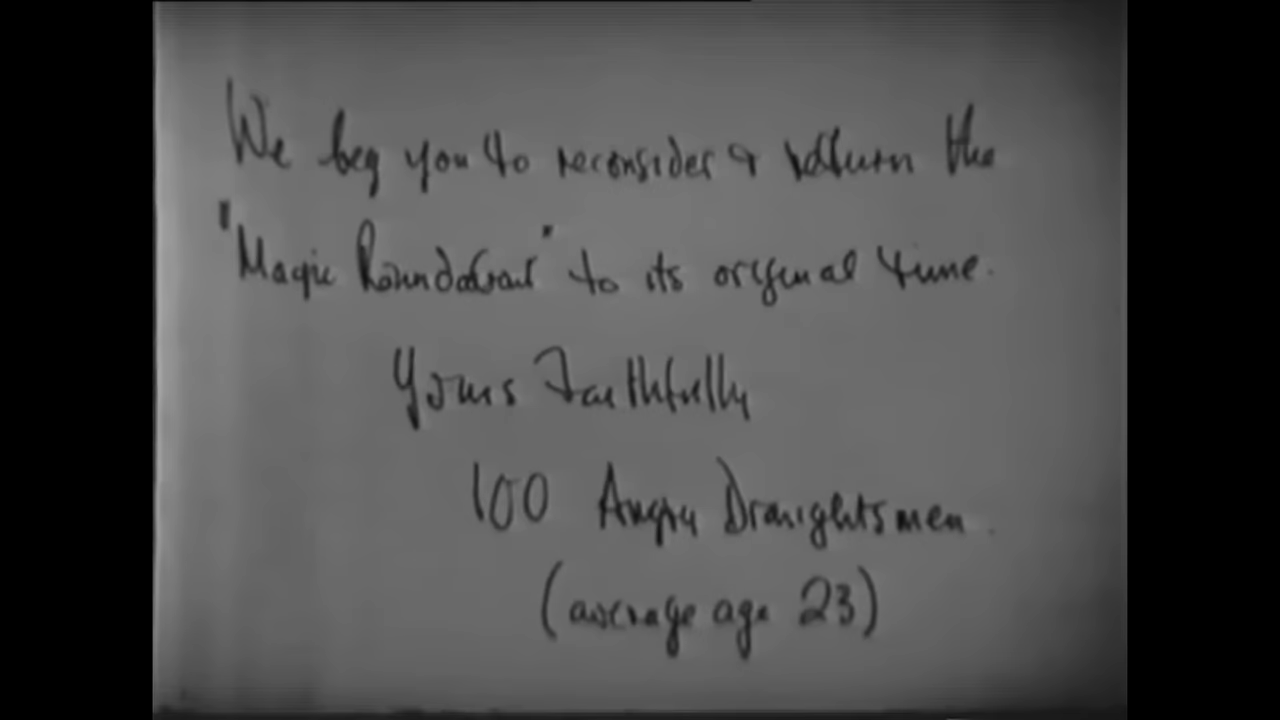 We beg you to reconsider & return the
"Magic Roundabout" to its original time.
Yours Faithfully
100 Angry Draughtsmen.
(average age 23)